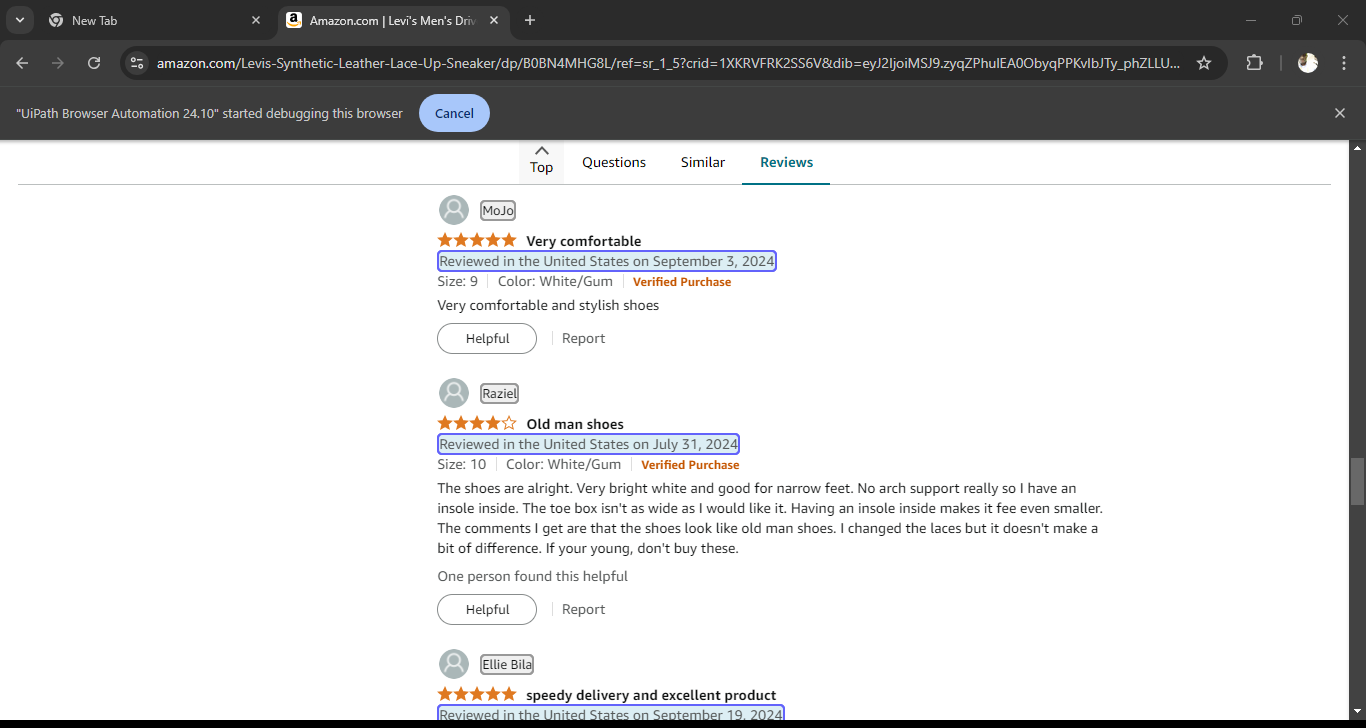 New Tab
Amazon.com | Levi's Men's Driv
amazon.com/Levis-Synthetic-Leather-Lace-Up-Sneaker/dp/B0BN4MHG8L/ref=sr_1_5?crid=1XKRVFRK2SS6V&dib=eyJ2IjoiMSJ9.zyqZPhulEA0ObyqPPKvIbJTy_phZLLU...
"UiPath Browser Automation 24.10" started debugging this browser Cancel
Top Questions Similar Reviews
MoJo
Very comfortable
Reviewed in the United States on September 3, 2024
Size: 9 Color: White/Gum Verified Purchase
Very comfortable and stylish shoes
Helpful Report
Raziel
Old man shoes
Reviewed in the United States on July 31, 2024
Size: 10 Color: White/Gum Verified Purchase
The shoes are alright. Very bright white and good for narrow feet. No arch support really so I have an
insole inside. The toe box isn't as wide as I would like it. Having an insole inside makes it fee even smaller.
The comments I get are that the shoes look like old man shoes. I changed the laces but it doesn't make a
bit of difference. If your young, don't buy these.
One person found this helpful
Helpful Report
Ellie Bila
speedy delivery and excellent product
Reviewed in the United States on September 19, 2024